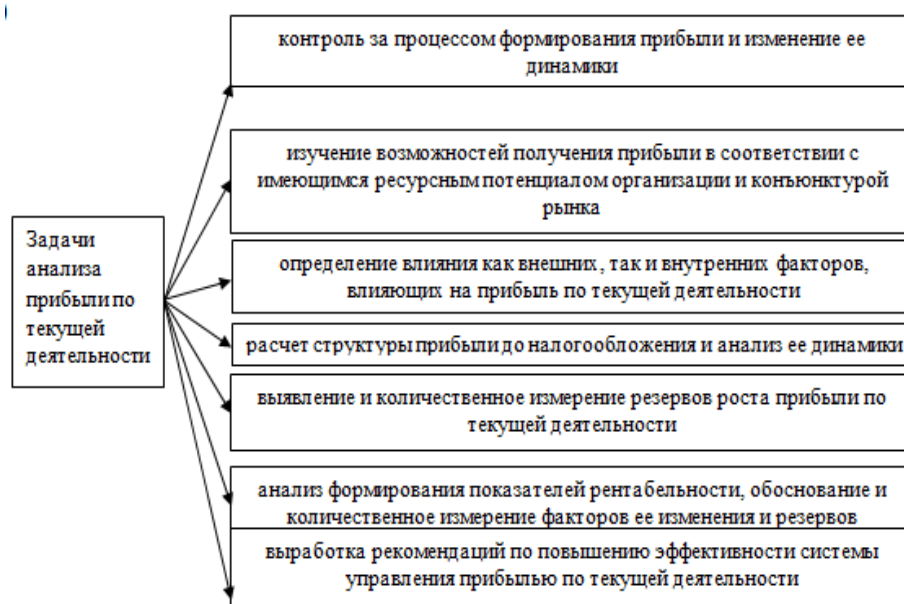 контроль за процессом формирования прибыли и изменение ее
динамики
изучение возможностей получения прибыли в соответствии с
имеющимся ресурсным потенциалом организации и конъюнктурой
рынка
Задачи
анализа
прибыли по
текущей
деятельности
определение влияния как внешних, так и внутренних факторов,
влияющих на прибыль по текущей деятельности
расчет структуры прибыли до налогообложения и анализ ее динамики
выявление и количественное измерение резервов роста прибыли по
текущей деятельности
анализ формирования показателей рентабельности, обоснование и
количественное измерение факторов ее изменения и резервов
выработка рекомендаций по повышению эффективности системы
управления прибылью по текущей деятельности